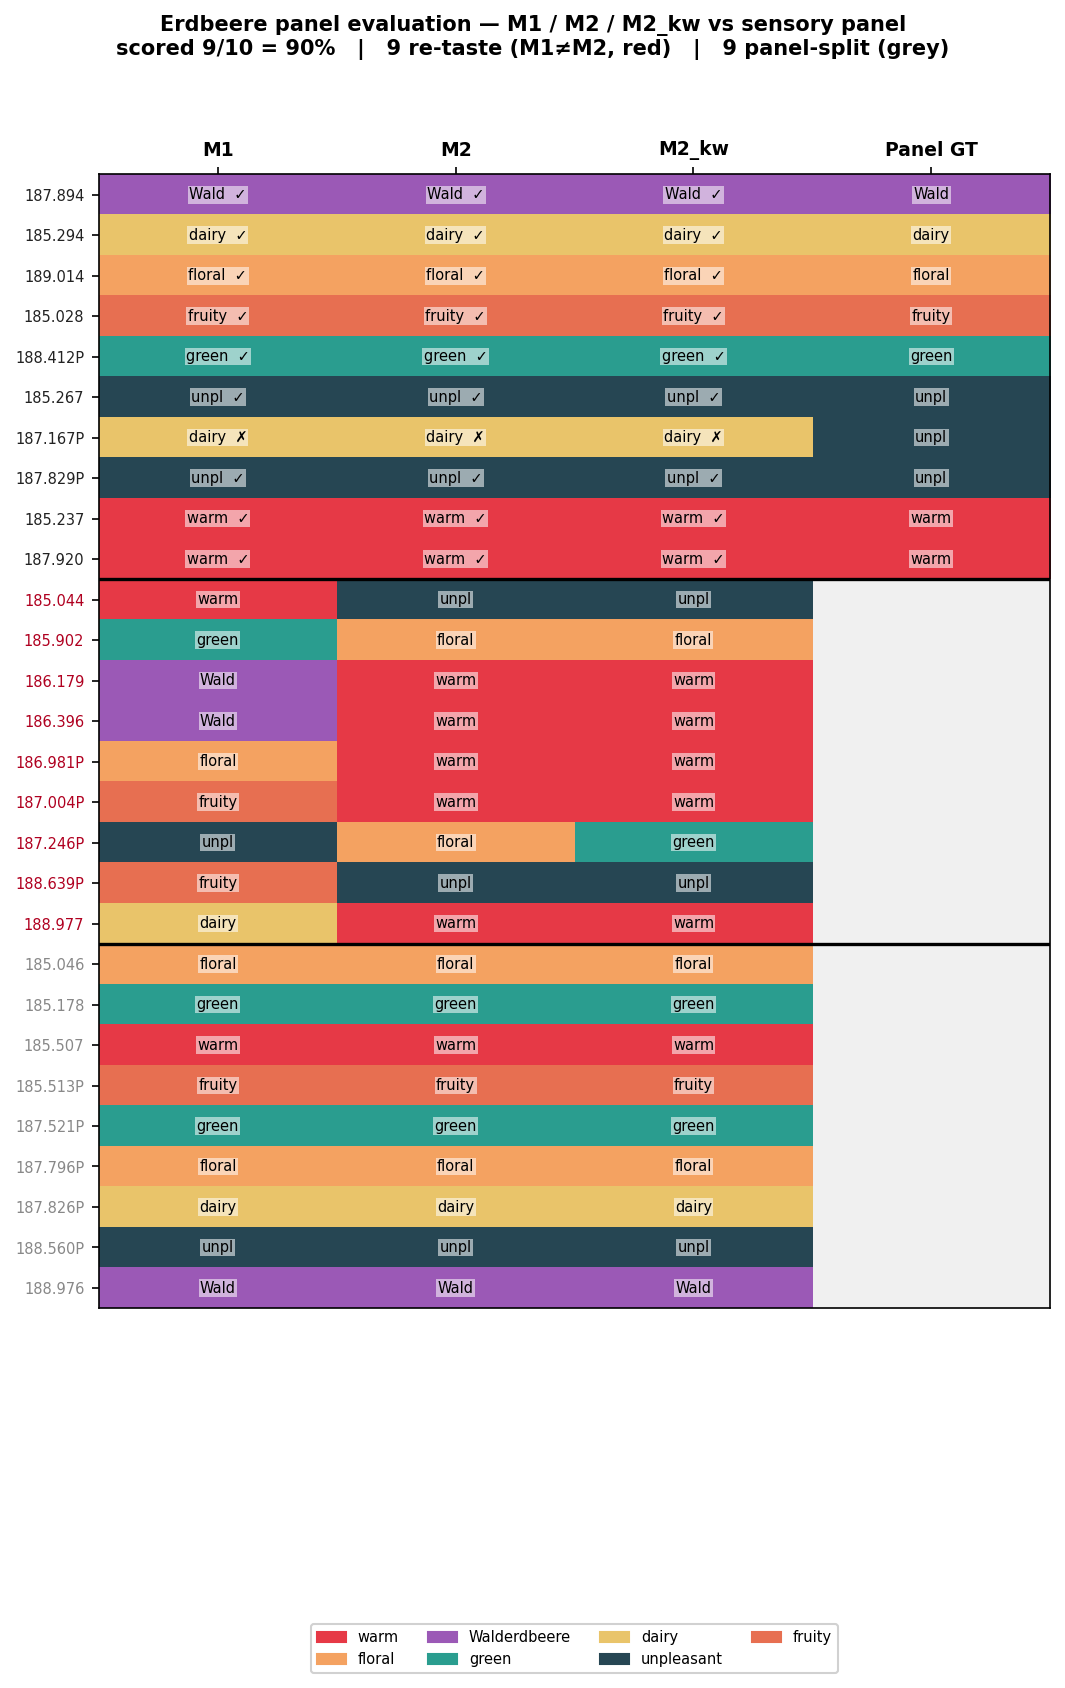 Erdbeere panel evaluation — M1 / M2 / M2_kw vs sensory panel
scored 9/10 = 90%   |   9 re-taste (M1≠M2, red)   |   9 panel-split (grey)
M1 M2 M2_kw Panel GT
187.894 Wald ✓ Wald ✓ Wald ✓ Wald
185.294 dairy ✓ dairy ✓ dairy ✓ dairy
189.014 floral ✓ floral ✓ floral ✓ floral
185.028 fruity ✓ fruity ✓ fruity ✓ fruity
188.412P green ✓ green ✓ green ✓ green
185.267 unpl ✓ unpl ✓ unpl ✓ unpl
187.167P dairy ✗ dairy ✗ dairy ✗ unpl
187.829P unpl ✓ unpl ✓ unpl ✓ unpl
185.237 warm ✓ warm ✓ warm ✓ warm
187.920 warm ✓ warm ✓ warm ✓ warm
185.044 warm unpl unpl
185.902 green floral floral
186.179 Wald warm warm
186.396 Wald warm warm
186.981P floral warm warm
187.004P fruity warm warm
187.246P unpl floral green
188.639P fruity unpl unpl
188.977 dairy warm warm
185.046 floral floral floral
185.178 green green green
185.507 warm warm warm
185.513P fruity fruity fruity
187.521P green green green
187.796P floral floral floral
187.826P dairy dairy dairy
188.560P unpl unpl unpl
188.976 Wald Wald Wald
warm Walderdbeere dairy fruity
floral green unpleasant